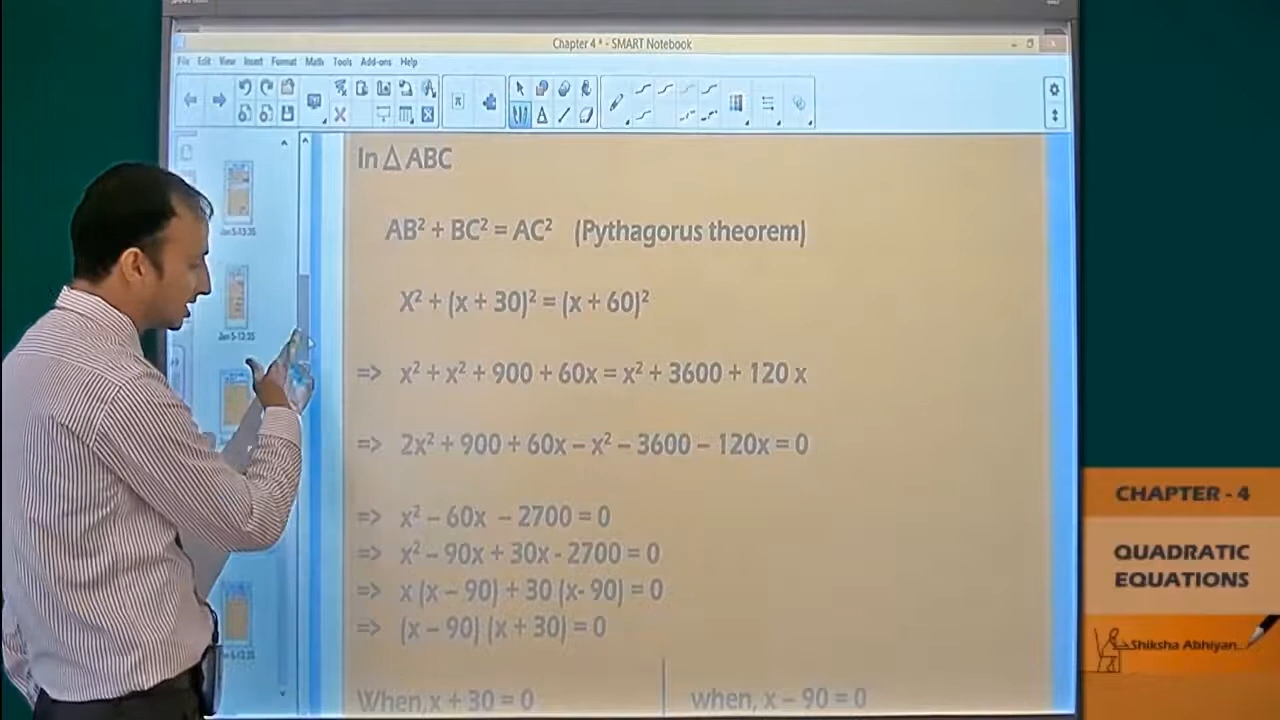 Chapter 4 * - SMART Notebook
File Edit View Insert Format Math Tools Add-ons Help
In △ ABC
AB² + BC² = AC² (Pythagorus theorem)
X² + (x + 30)² = (x + 60)²
=> x² + x² + 900 + 60x = x² + 3600 + 120 x
=> 2x² + 900 + 60x – x² – 3600 – 120x = 0
=> x² – 60x – 2700 = 0
=> x² – 90x + 30x - 2700 = 0
=> x (x – 90) + 30 (x- 90) = 0
=> (x – 90) (x + 30) = 0
When, x + 30 = 0
when, x – 90 = 0
CHAPTER - 4
QUADRATIC
EQUATIONS
Shiksha Abhiyan...